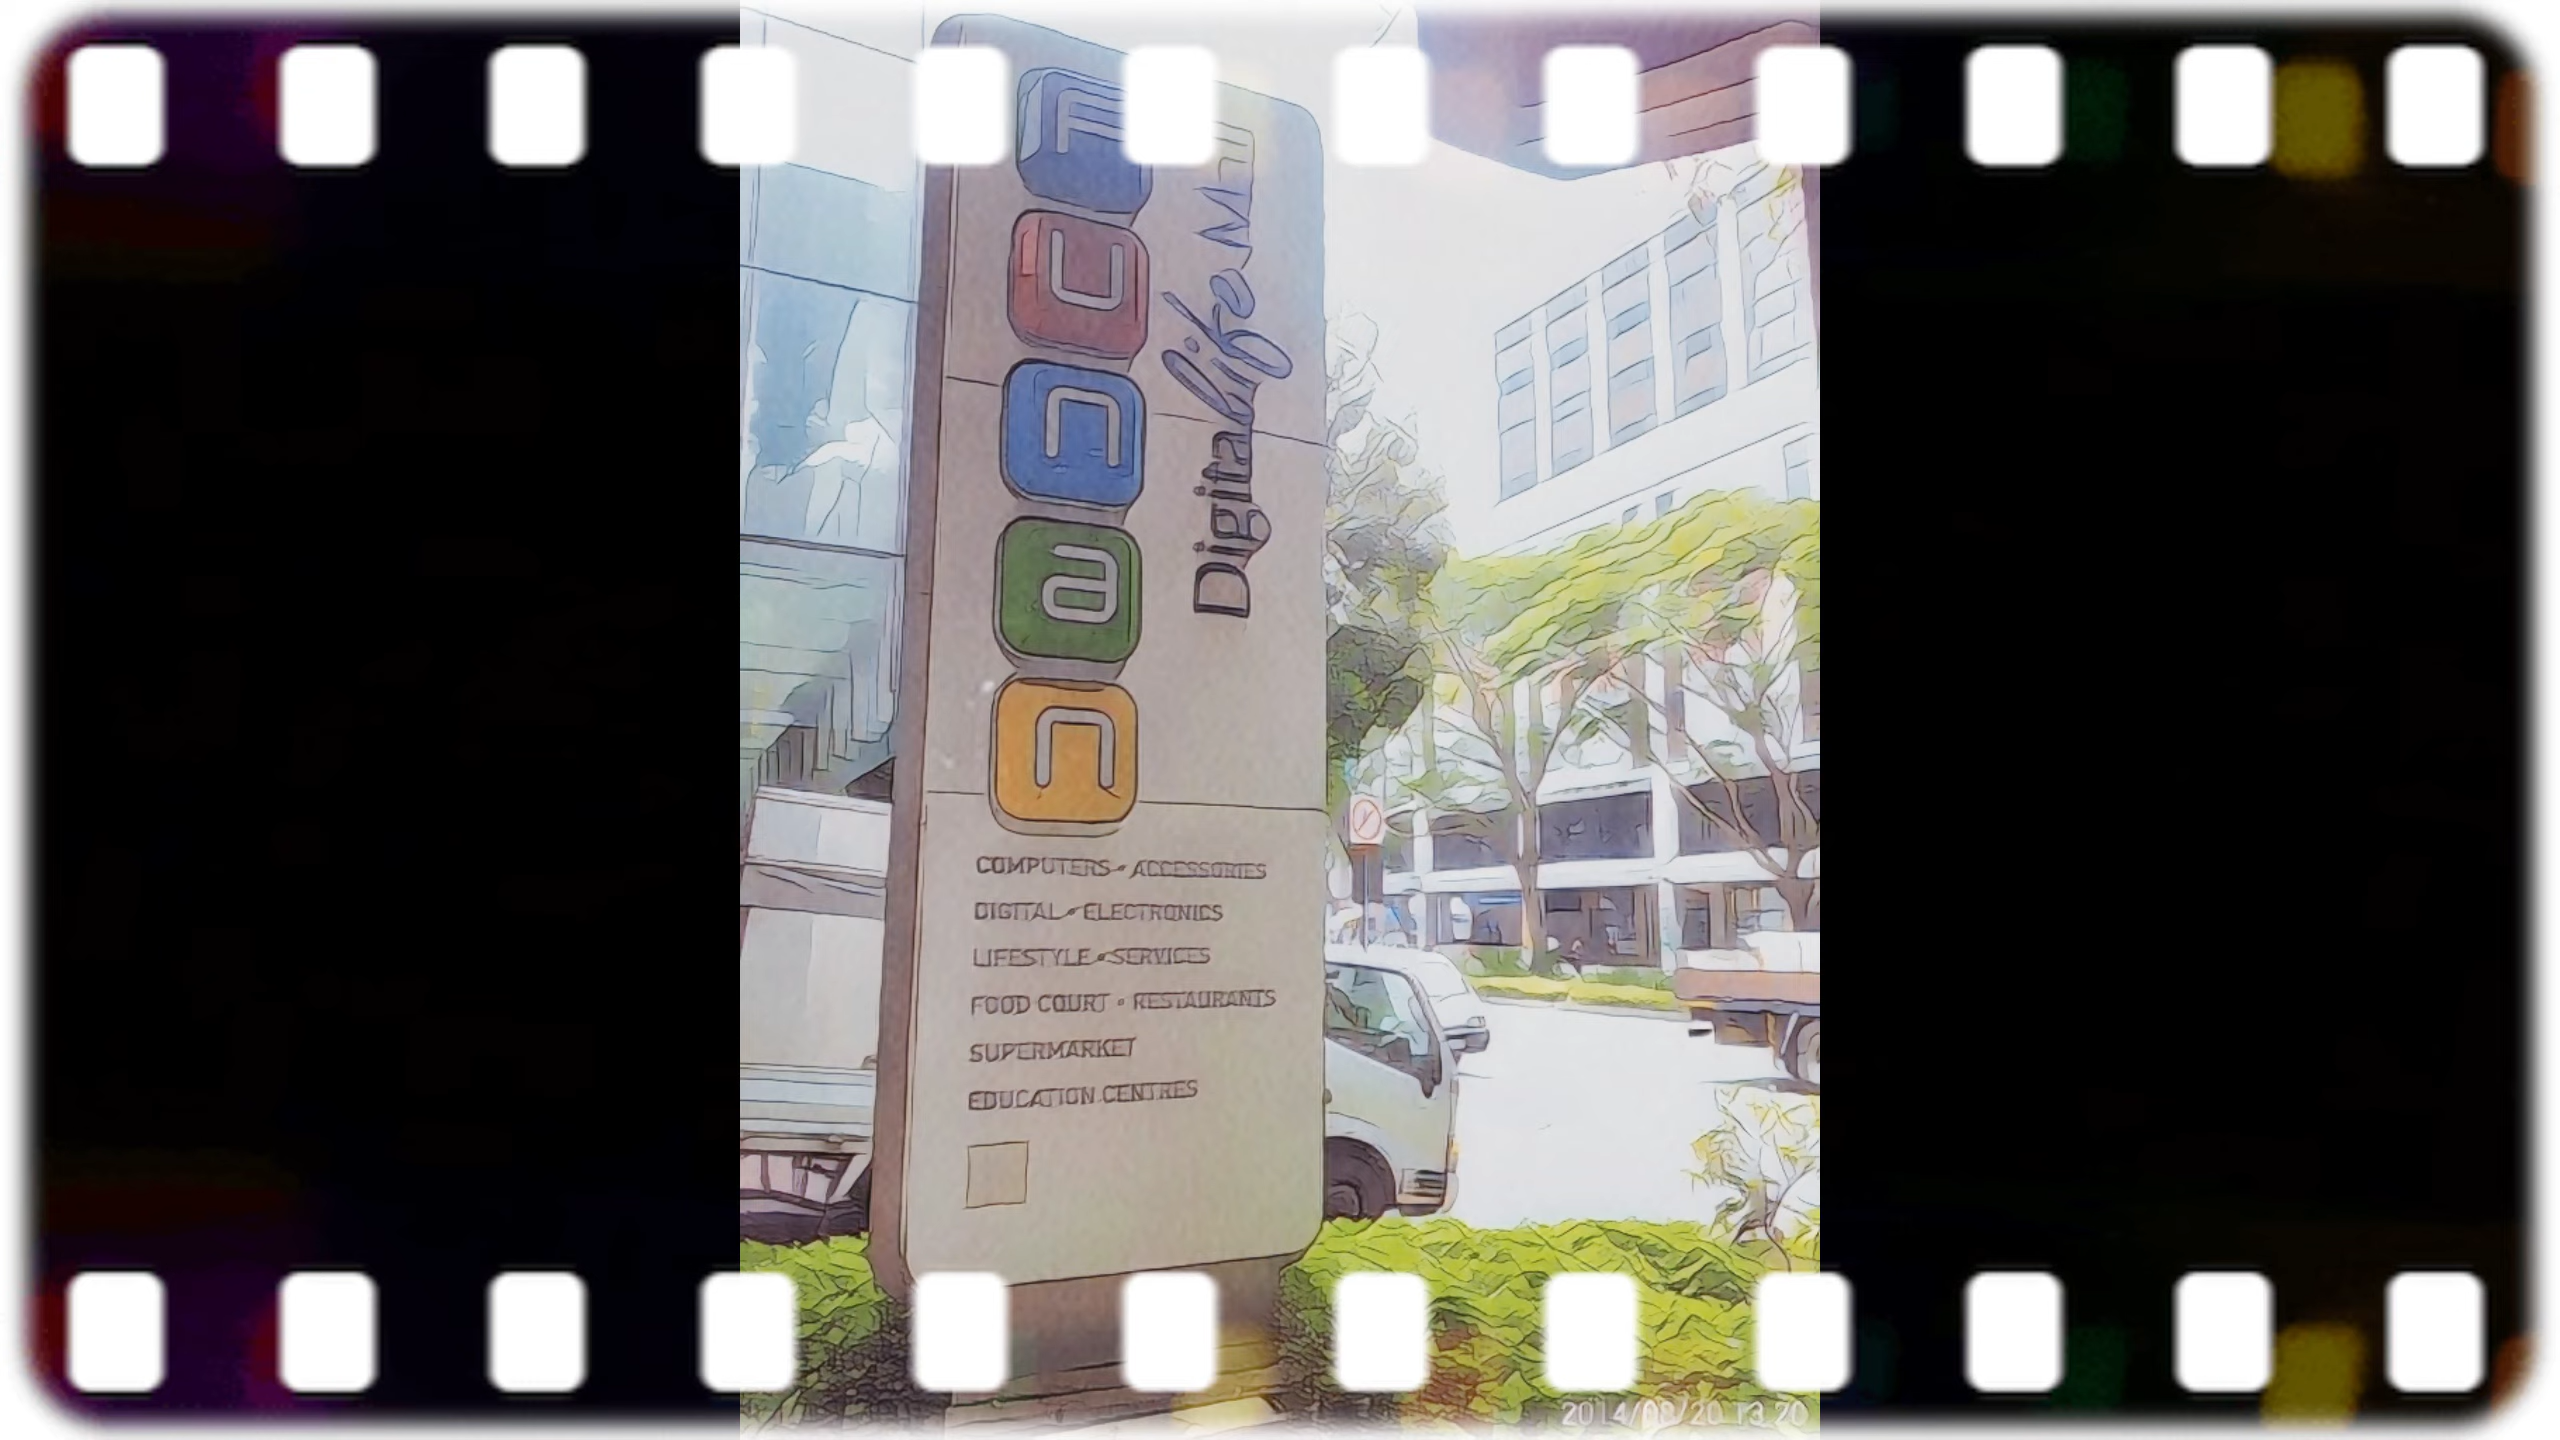 Funan
Digitalife Mall
COMPUTERS • ACCESSORIES
DIGITAL • ELECTRONICS
LIFESTYLE • SERVICES
FOOD COURT • RESTAURANTS
SUPERMARKET
EDUCATION CENTRES
2014/08/20 13:20